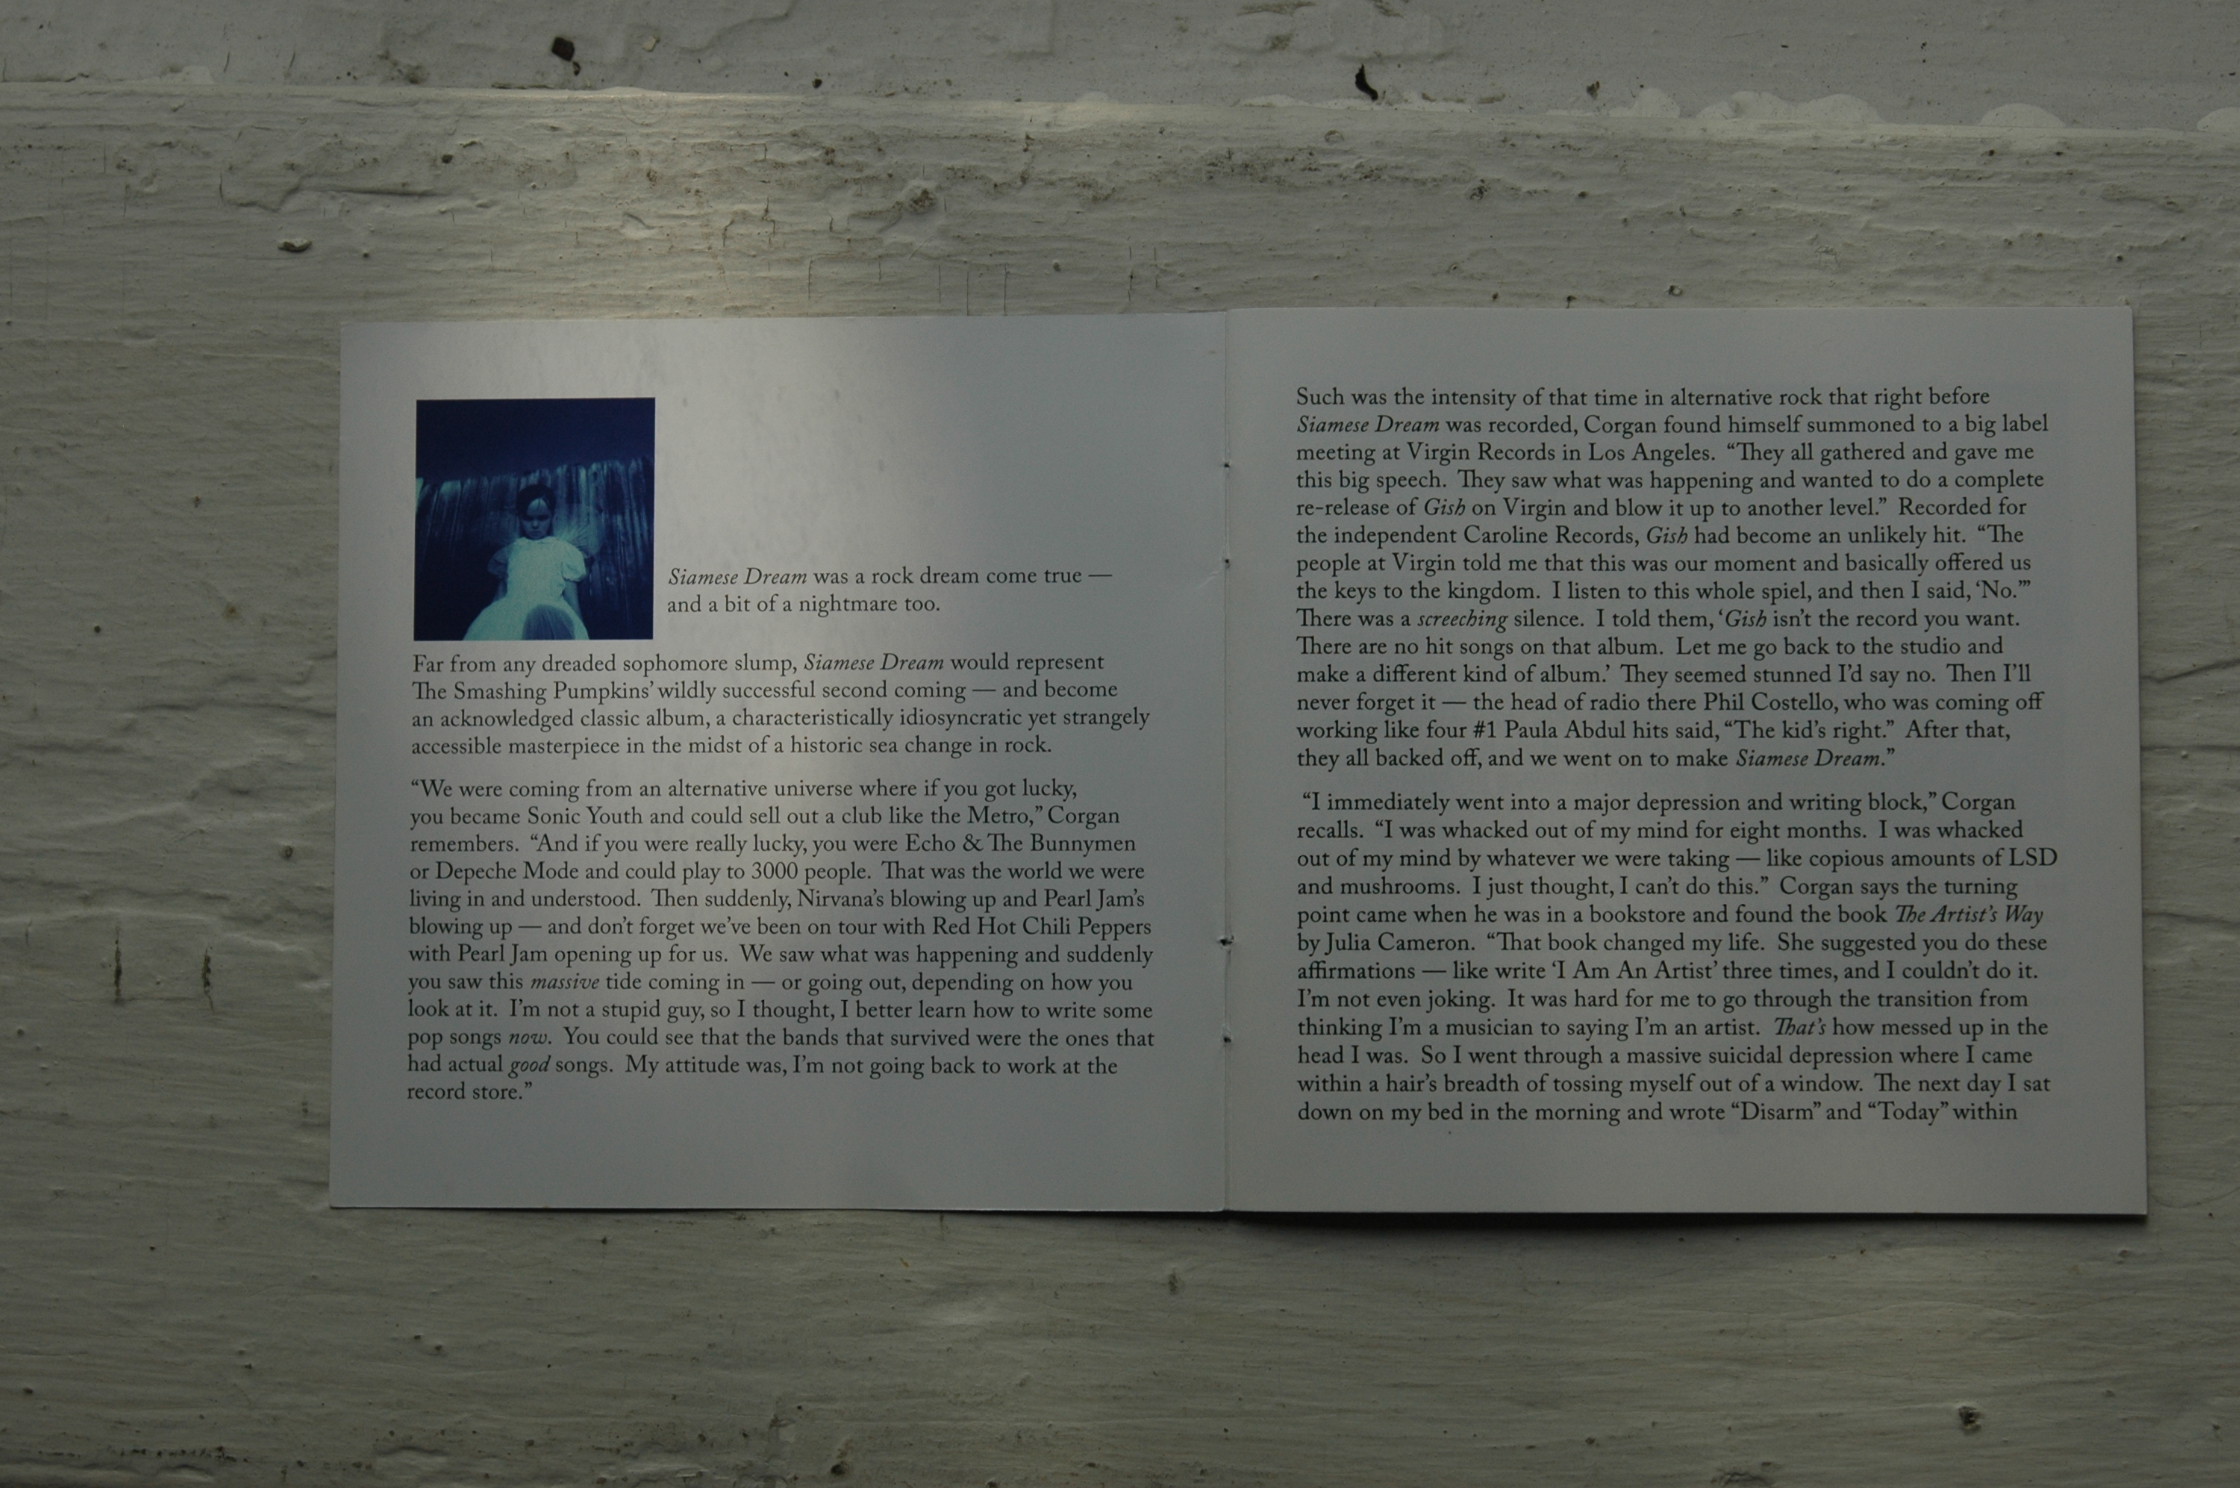 Siamese Dream was a rock dream come true —
and a bit of a nightmare too.
Far from any dreaded sophomore slump, Siamese Dream would represent
The Smashing Pumpkins’ wildly successful second coming — and become
an acknowledged classic album, a characteristically idiosyncratic yet strangely
accessible masterpiece in the midst of a historic sea change in rock.
“We were coming from an alternative universe where if you got lucky,
you became Sonic Youth and could sell out a club like the Metro,” Corgan
remembers. “And if you were really lucky, you were Echo & The Bunnymen
or Depeche Mode and could play to 3000 people. That was the world we were
living in and understood. Then suddenly, Nirvana’s blowing up and Pearl Jam’s
blowing up — and don’t forget we’ve been on tour with Red Hot Chili Peppers
with Pearl Jam opening up for us. We saw what was happening and suddenly
you saw this massive tide coming in — or going out, depending on how you
look at it. I’m not a stupid guy, so I thought, I better learn how to write some
pop songs now. You could see that the bands that survived were the ones that
had actual good songs. My attitude was, I’m not going back to work at the
record store.”
Such was the intensity of that time in alternative rock that right before
Siamese Dream was recorded, Corgan found himself summoned to a big label
meeting at Virgin Records in Los Angeles. “They all gathered and gave me
this big speech. They saw what was happening and wanted to do a complete
re-release of Gish on Virgin and blow it up to another level.” Recorded for
the independent Caroline Records, Gish had become an unlikely hit. “The
people at Virgin told me that this was our moment and basically offered us
the keys to the kingdom. I listen to this whole spiel, and then I said, ‘No.’”
There was a screeching silence. I told them, ‘Gish isn’t the record you want.
There are no hit songs on that album. Let me go back to the studio and
make a different kind of album.’ They seemed stunned I’d say no. Then I’ll
never forget it — the head of radio there Phil Costello, who was coming off
working like four #1 Paula Abdul hits said, “The kid’s right.” After that,
they all backed off, and we went on to make Siamese Dream.”
“I immediately went into a major depression and writing block,” Corgan
recalls. “I was whacked out of my mind for eight months. I was whacked
out of my mind by whatever we were taking — like copious amounts of LSD
and mushrooms. I just thought, I can’t do this.” Corgan says the turning
point came when he was in a bookstore and found the book The Artist’s Way
by Julia Cameron. “That book changed my life. She suggested you do these
affirmations — like write ‘I Am An Artist’ three times, and I couldn’t do it.
I’m not even joking. It was hard for me to go through the transition from
thinking I’m a musician to saying I’m an artist. That’s how messed up in the
head I was. So I went through a massive suicidal depression where I came
within a hair’s breadth of tossing myself out of a window. The next day I sat
down on my bed in the morning and wrote “Disarm” and “Today” within